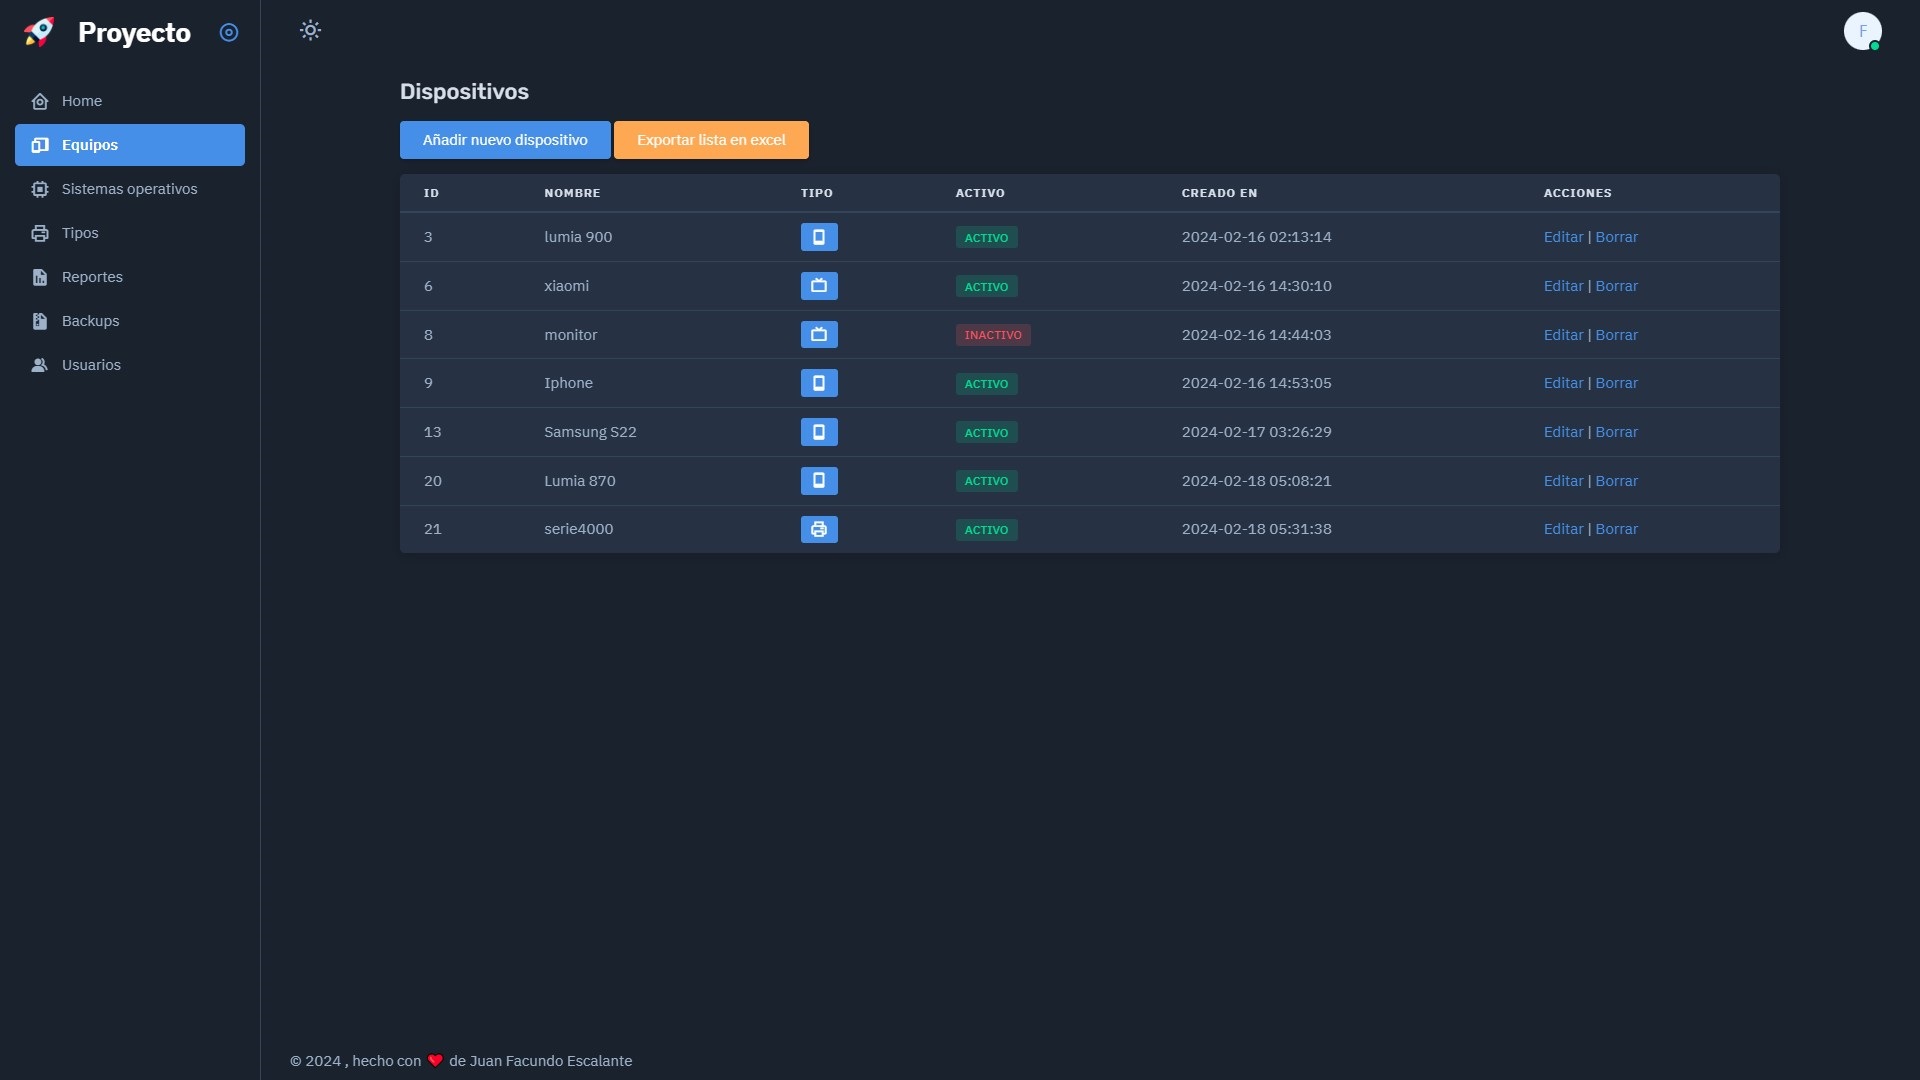 Proyecto
Home
Equipos
Sistemas operativos
Tipos
Reportes
Backups
Usuarios
F
Dispositivos
Añadir nuevo dispositivo Exportar lista en excel
ID NOMBRE TIPO ACTIVO CREADO EN ACCIONES
3 lumia 900 ACTIVO 2024-02-16 02:13:14 Editar | Borrar
6 xiaomi ACTIVO 2024-02-16 14:30:10 Editar | Borrar
8 monitor INACTIVO 2024-02-16 14:44:03 Editar | Borrar
9 Iphone ACTIVO 2024-02-16 14:53:05 Editar | Borrar
13 Samsung S22 ACTIVO 2024-02-17 03:26:29 Editar | Borrar
20 Lumia 870 ACTIVO 2024-02-18 05:08:21 Editar | Borrar
21 serie4000 ACTIVO 2024-02-18 05:31:38 Editar | Borrar
© 2024 , hecho con ❤️ de Juan Facundo Escalante